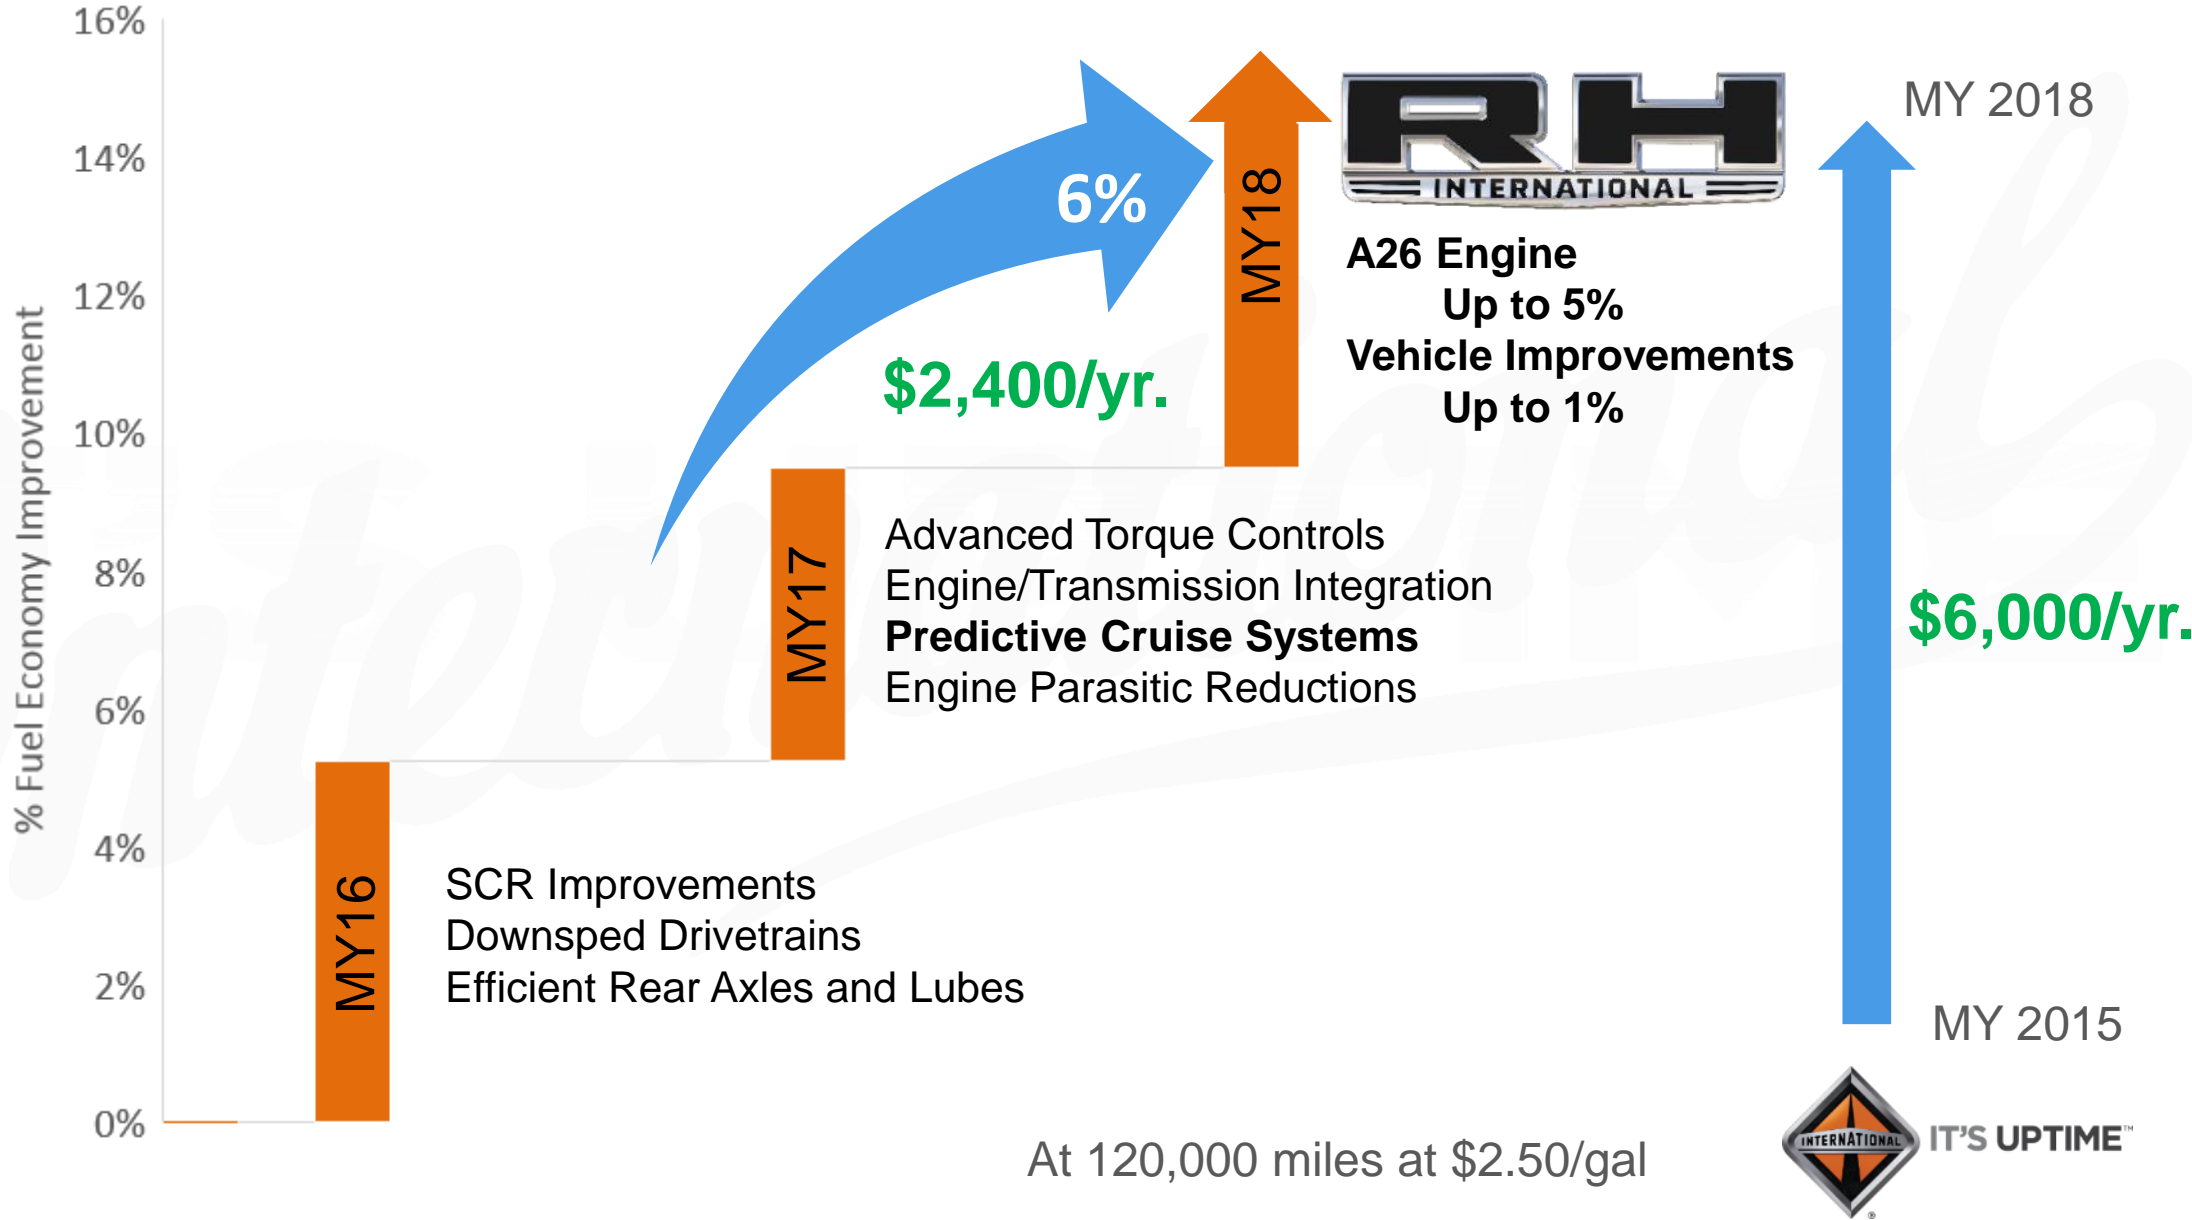 16%
14%
12%
10%
8%
6%
4%
2%
0%
% Fuel Economy Improvement
MY16
SCR Improvements
Downsped Drivetrains
Efficient Rear Axles and Lubes
MY17
Advanced Torque Controls
Engine/Transmission Integration
Predictive Cruise Systems
Engine Parasitic Reductions
6%
$2,400/yr.
MY18
RH
INTERNATIONAL
A26 Engine
Up to 5%
Vehicle Improvements
Up to 1%
MY 2018
$6,000/yr.
MY 2015
At 120,000 miles at $2.50/gal
INTERNATIONAL
®
IT'S UPTIME™
International